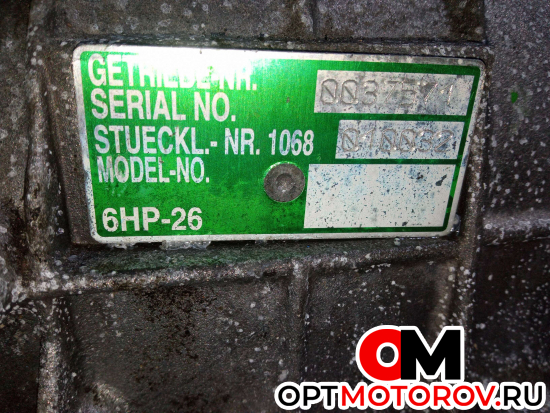 GETRIEBE-NR.
SERIAL NO.
STUECKL.- NR. 1068
MODEL-NO.
6HP-26
OM
OPTMOTOROV.RU